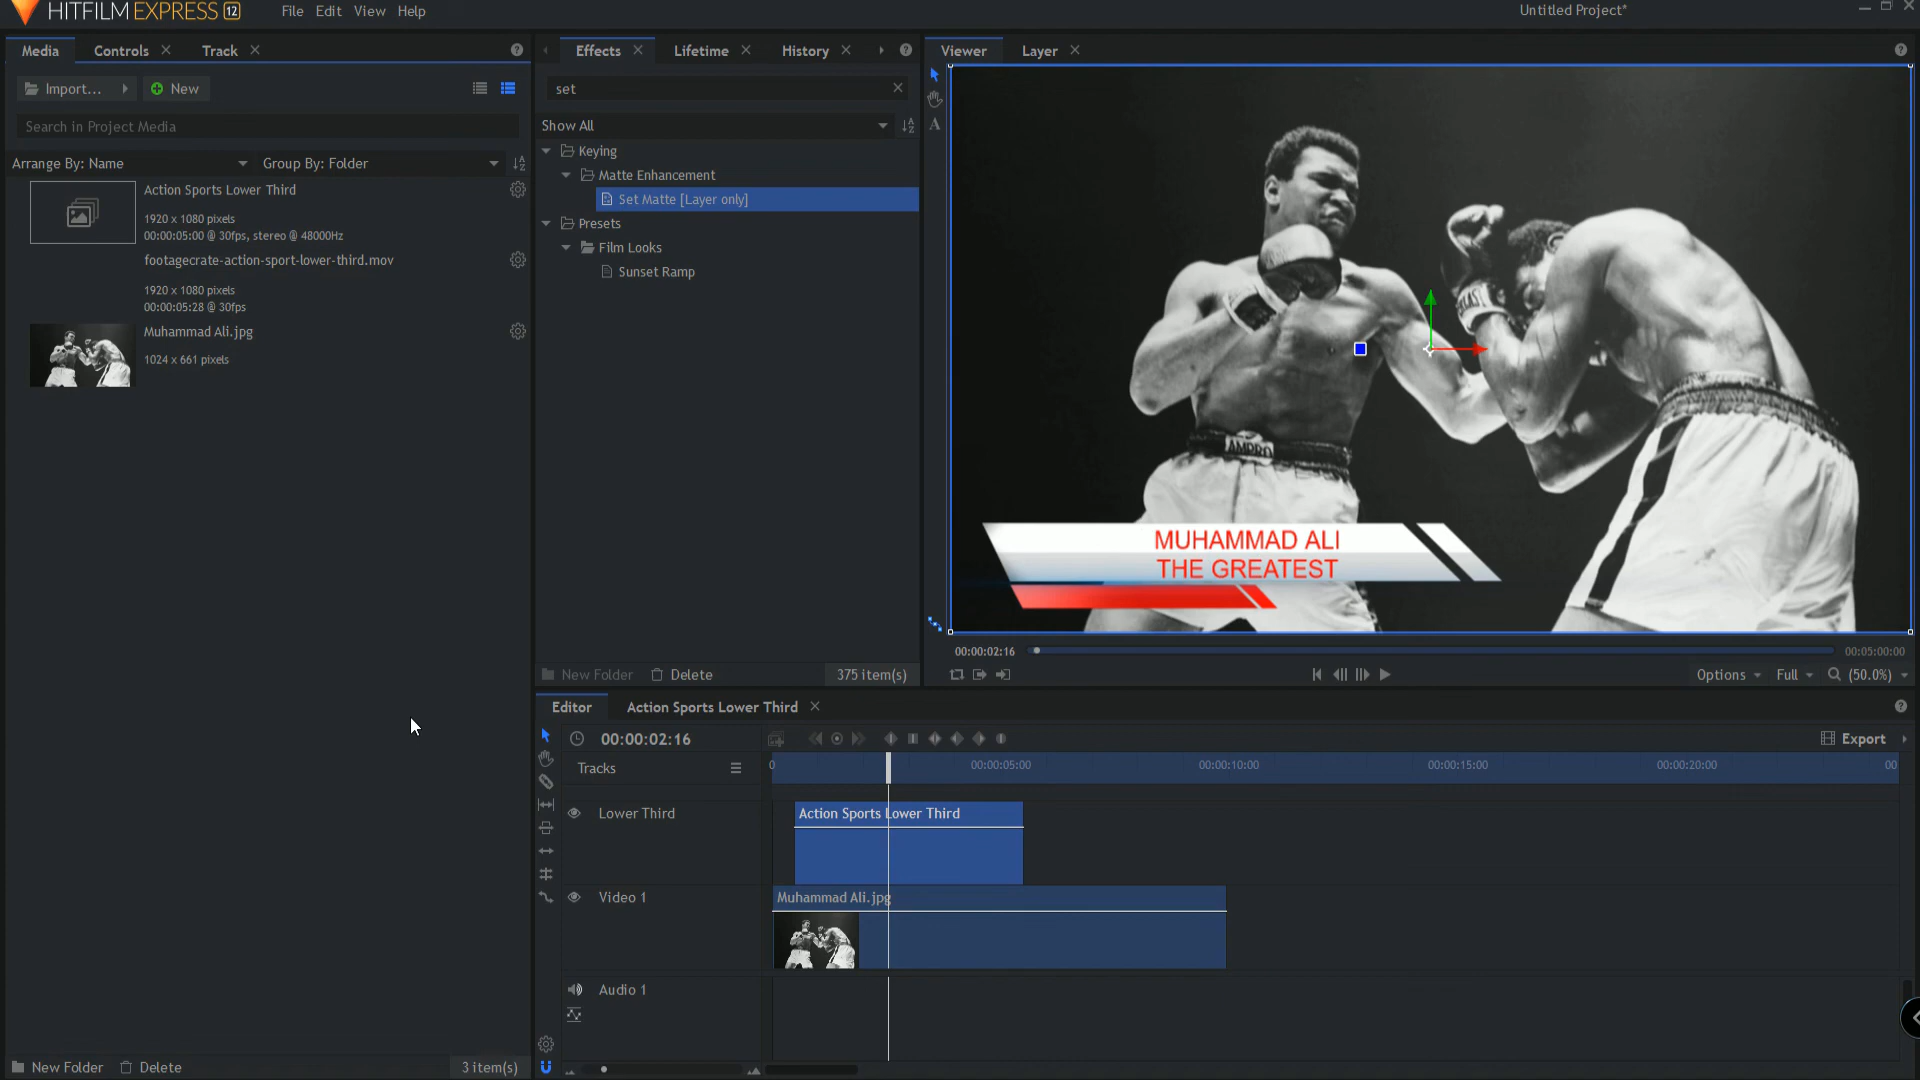 HITFILM EXPRESS 12
File Edit View Help
Untitled Project*
Media Controls Track
Import... New
Search in Project Media
Arrange By: Name Group By: Folder
Action Sports Lower Third
1920 x 1080 pixels
00:00:05:00 @ 30fps, stereo @ 48000Hz
footagecrate-action-sport-lower-third.mov
1920 x 1080 pixels
00:00:05:28 @ 30fps
Muhammad Ali.jpg
1024 x 661 pixels
New Folder Delete 3 item(s)
Effects Lifetime History
set
Show All
Keying
Matte Enhancement
Set Matte [Layer only]
Presets
Film Looks
Sunset Ramp
New Folder Delete 375 item(s)
Viewer Layer
A
AMPRO
MUHAMMAD ALI
THE GREATEST
00:00:02:16 00:05:00:00
Options Full (50.0%)
Editor Action Sports Lower Third
00:00:02:16
Export
Tracks
0 00:00:05:00 00:00:10:00 00:00:15:00 00:00:20:00 00
Lower Third
Action Sports Lower Third
Video 1
Muhammad Ali.jpg
Audio 1